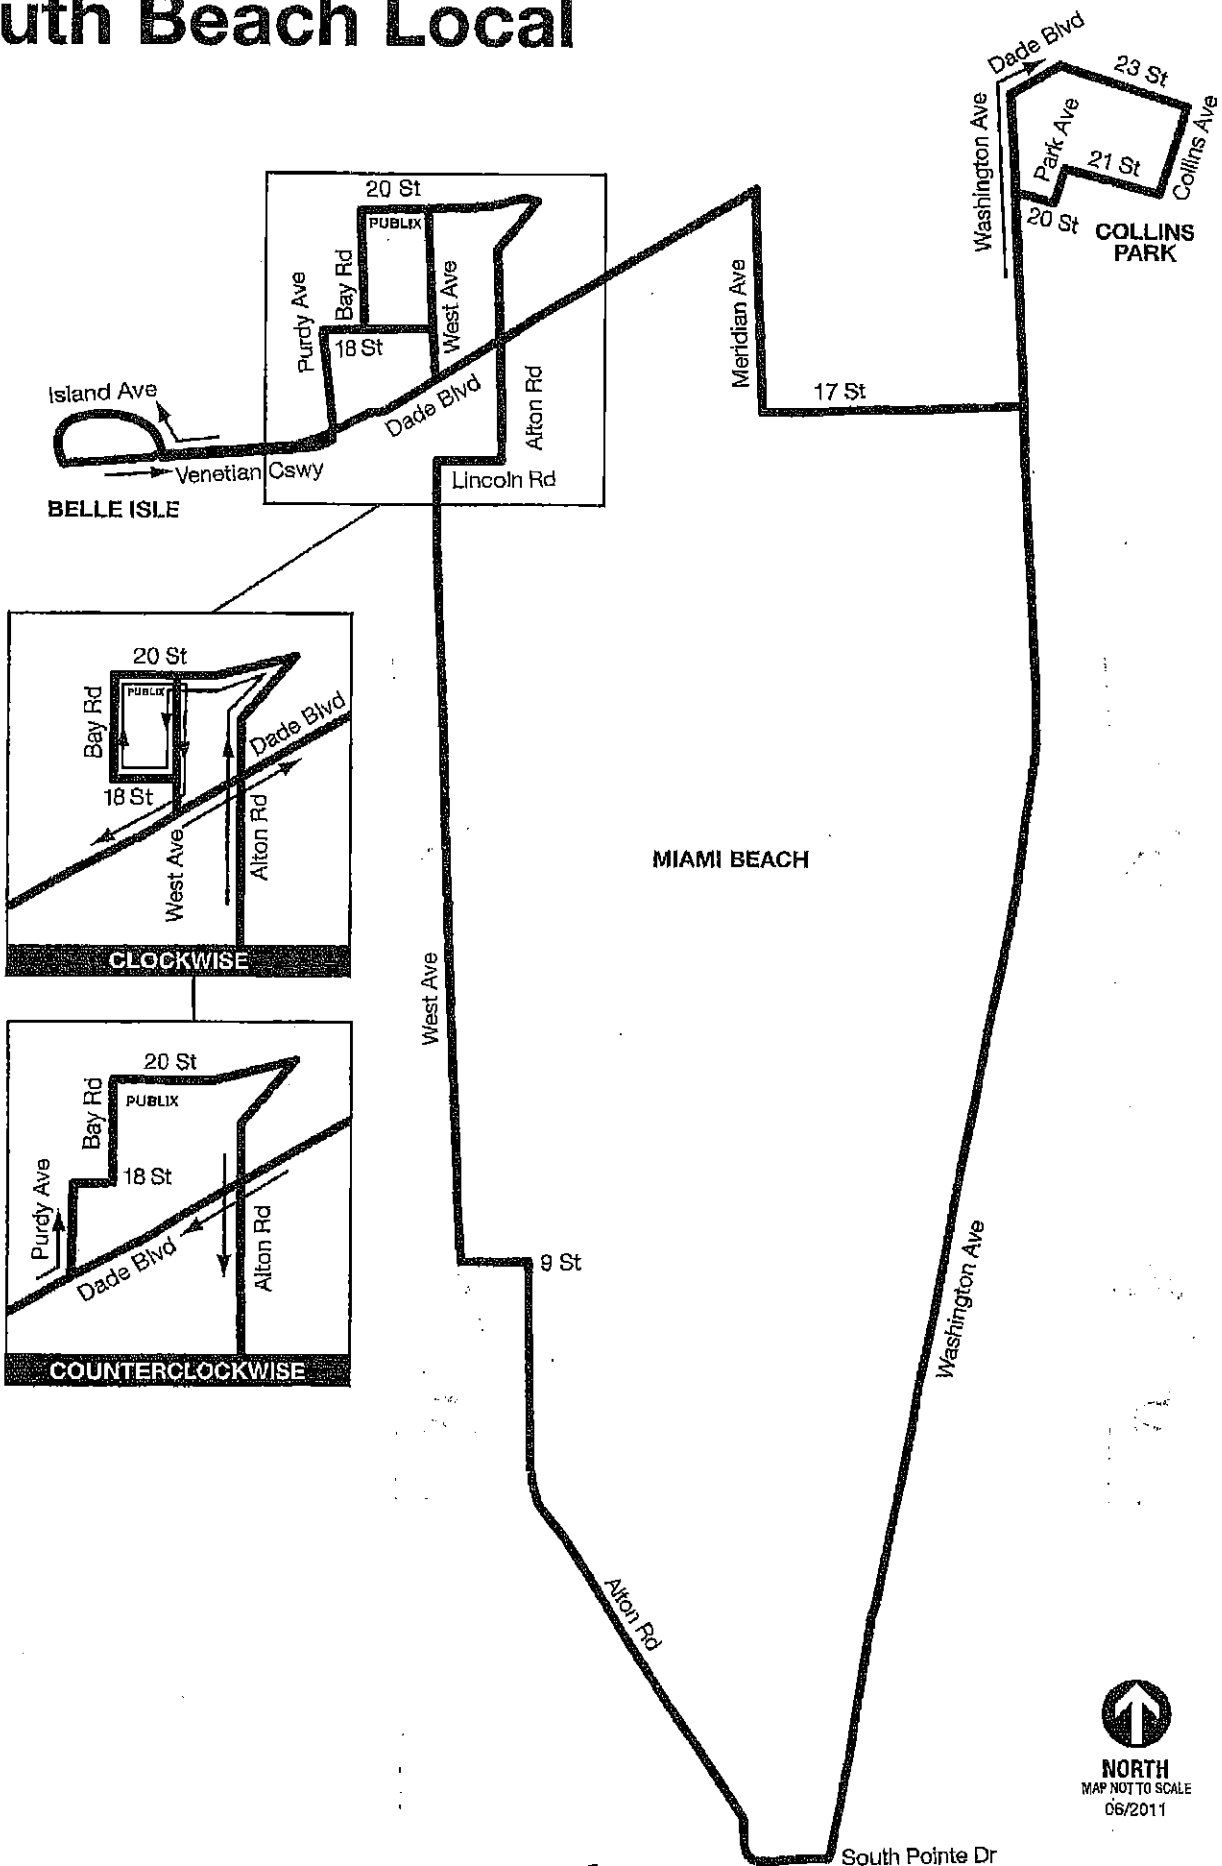 uth Beach Local
Dade Blvd
23 St
Washington Ave
Park Ave
21 St
Collins Ave
20 St
COLLINS
PARK
20 St
PUBLIX
Bay Rd
Purdy Ave
West Ave
18 St
Meridian Ave
17 St
Island Ave
Dade Blvd
Alton Rd
Venetian Cswy
Lincoln Rd
BELLE ISLE
20 St
PUBLIX
Bay Rd
Dade Blvd
18 St
West Ave
Alton Rd
CLOCKWISE
MIAMI BEACH
West Ave
20 St
Bay Rd
PUBLIX
18 St
Purdy Ave
Dade Blvd
Alton Rd
COUNTERCLOCKWISE
9 St
Washington Ave
Alton Rd
NORTH
MAP NOT TO SCALE
06/2011
South Pointe Dr